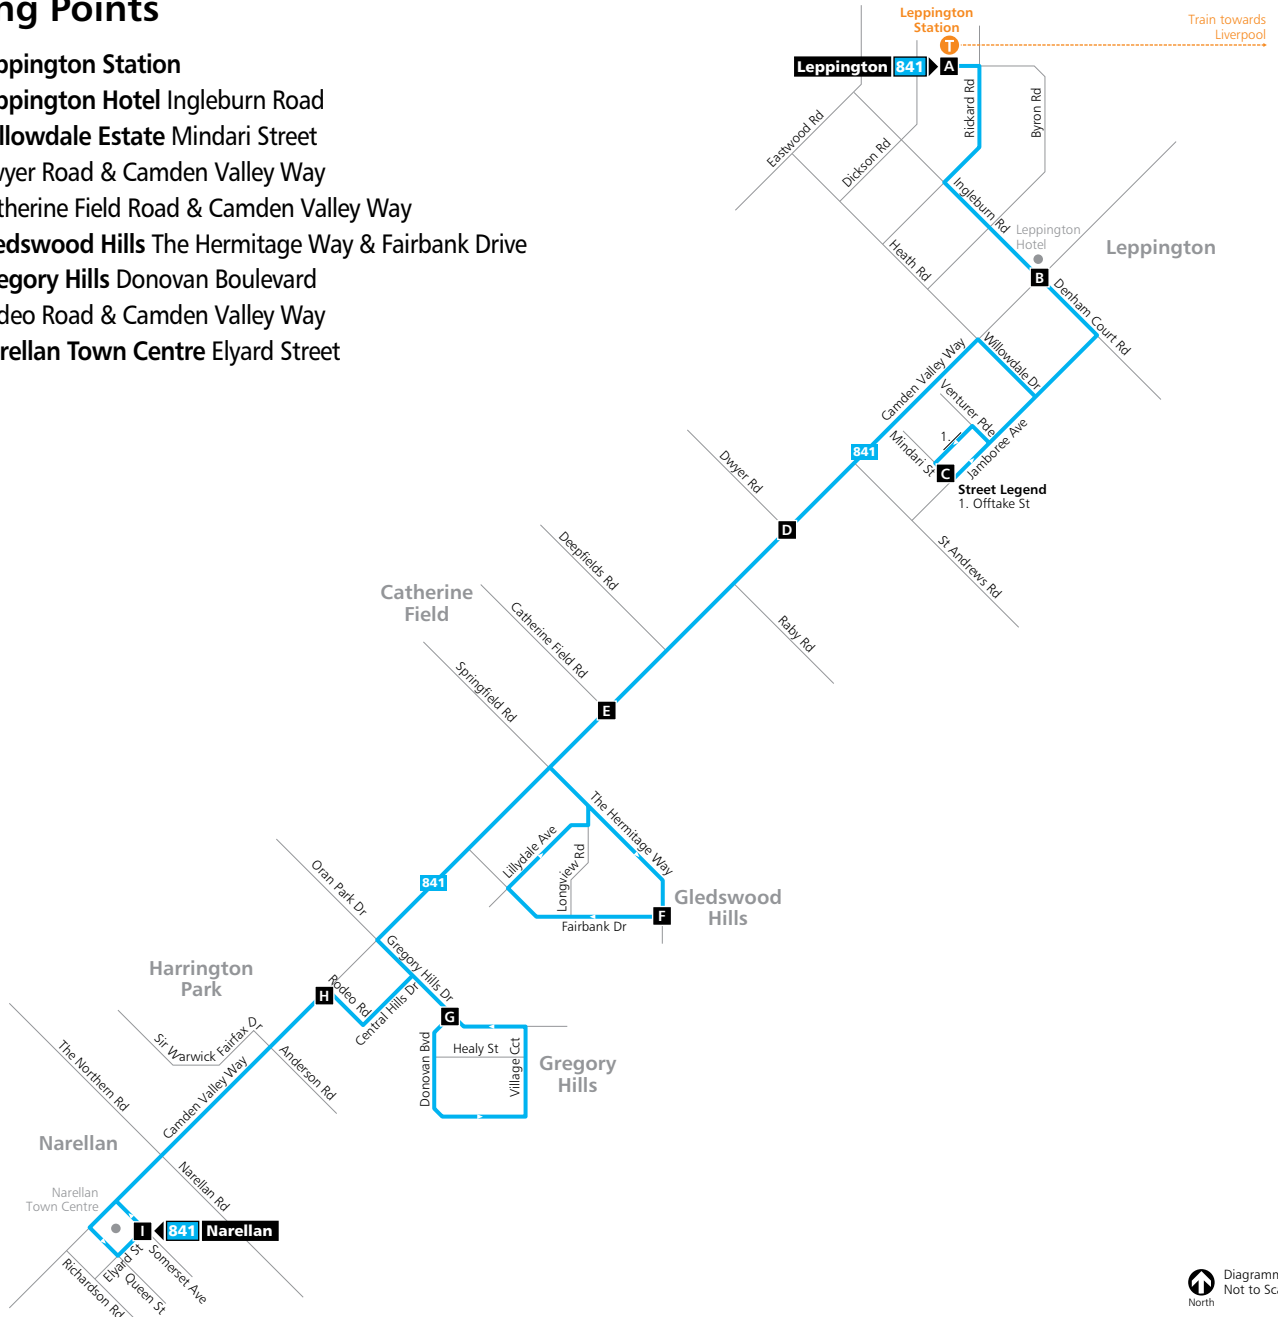 ng Points
ppington Station
ppington Hotel Ingleburn Road
llowdale Estate Mindari Street
yer Road & Camden Valley Way
therine Field Road & Camden Valley Way
edswood Hills The Hermitage Way & Fairbank Drive
egory Hills Donovan Boulevard
deo Road & Camden Valley Way
rellan Town Centre Elyard Street
Leppington
Station
T
Train towards
Liverpool
Leppington 841 A
Rickard Rd
Byron Rd
Eastwood Rd
Dickson Rd
Ingleburn Rd
Heath Rd
Leppington
Hotel
Leppington
B
Denham Court Rd
Camden Valley Way
Willowdale Dr
Venturer Pde
1.
Mindari St
Jamboree Ave
841
C
Street Legend
1. Offtake St
Dwyer Rd
D
St Andrews Rd
Deepfields Rd
Raby Rd
Catherine
Field
Catherine Field Rd
Springfield Rd
E
The Hermitage Way
Lillydale Ave
Longview Rd
Fairbank Dr
F
Gledswood
Hills
Oran Park Dr
841
Gregory Hills Dr
Harrington
Park
H
Rodeo Rd
Central Hills Dr
G
Donovan Bvd
Healy St
Village Cct
Gregory
Hills
Sir Warwick Fairfax Dr
Anderson Rd
The Northern Rd
Camden Valley Way
Narellan
Narellan Rd
Narellan
Town Centre
I 841 Narellan
Elyard St
Somerset Ave
Queen St
Richardson Rd
North
Diagramm
Not to Sca